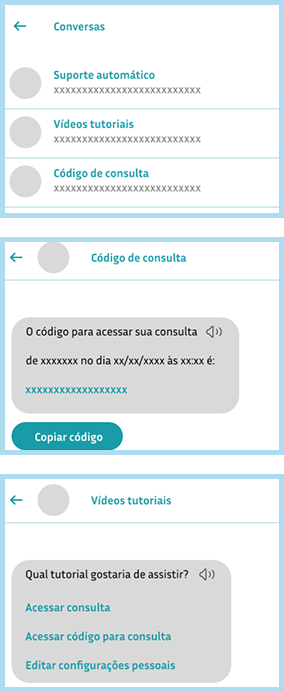 Conversas
Suporte automático
xxxxxxxxxxxxxxxxxxxxxxxxxx
Vídeos tutoriais
xxxxxxxxxxxxxxxxxxxxxxxxxx
Código de consulta
xxxxxxxxxxxxxxxxxxxxxxxxxx
Código de consulta
O código para acessar sua consulta
de xxxxxxx no dia xx/xx/xxxx às xx:xx é:
xxxxxxxxxxxxxxxxxx
Copiar código
Vídeos tutoriais
Qual tutorial gostaria de assistir?
Acessar consulta
Acessar código para consulta
Editar configurações pessoais